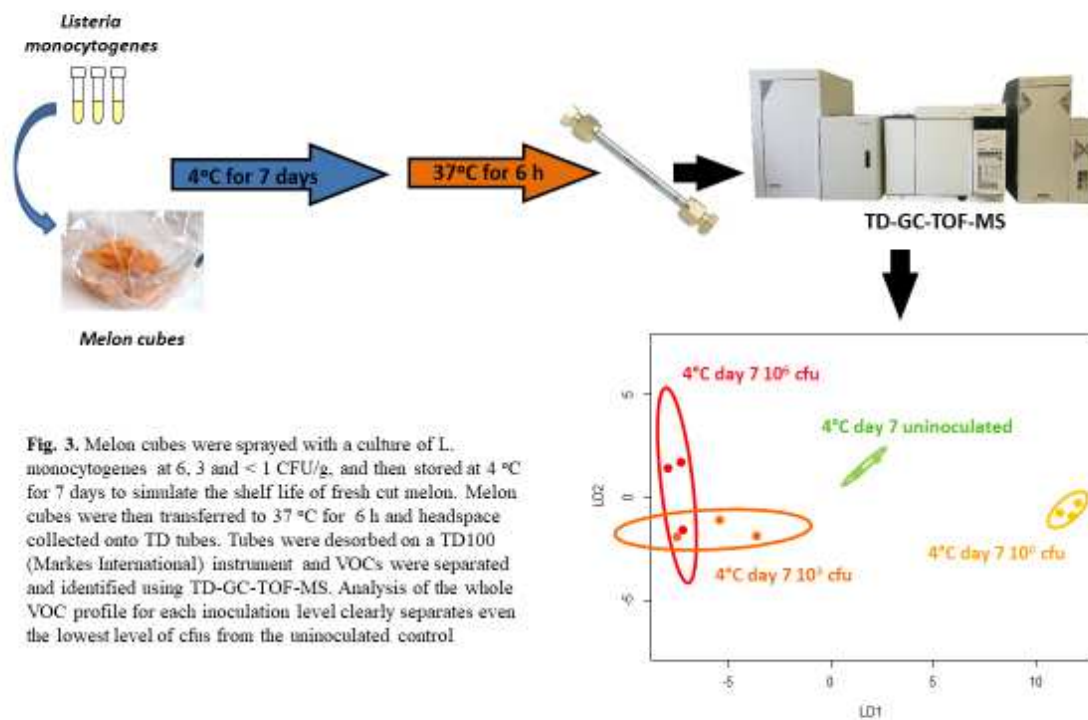 Listeria
monocytogenes
4°C for 7 days
37°C for 6 h
TD-GC-TOF-MS
Melon cubes
Fig. 3. Melon cubes were sprayed with a culture of L.
monocytogenes at 6, 3 and < 1 CFU/g, and then stored at 4 °C
for 7 days to simulate the shelf life of fresh cut melon. Melon
cubes were then transferred to 37 °C for 6 h and headspace
collected onto TD tubes. Tubes were desorbed on a TD100
(Markes International) instrument and VOCs were separated
and identified using TD-GC-TOF-MS. Analysis of the whole
VOC profile for each inoculation level clearly separates even
the lowest level of cfus from the uninoculated control
4°C day 7 10⁶ cfu
4°C day 7 uninoculated
4°C day 7 10⁰ cfu
4°C day 7 10³ cfu
LD2
5
0
-5
-5
0
5
10
LD1